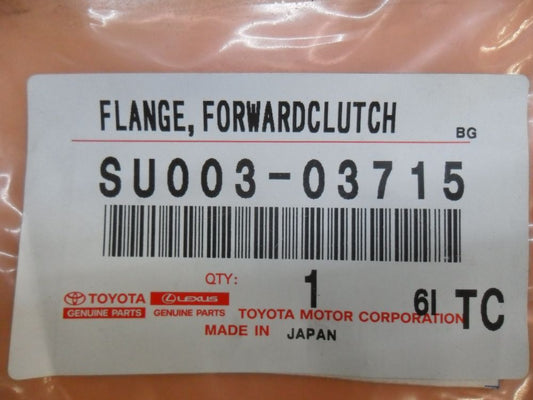 FLANGE, FORWARDCLUTCH
BG
SU003-03715
QTY: 1
TOYOTA LEXUS
GENUINE PARTS GENUINE PARTS TOYOTA MOTOR CORPORATION 61 TC
MADE IN JAPAN